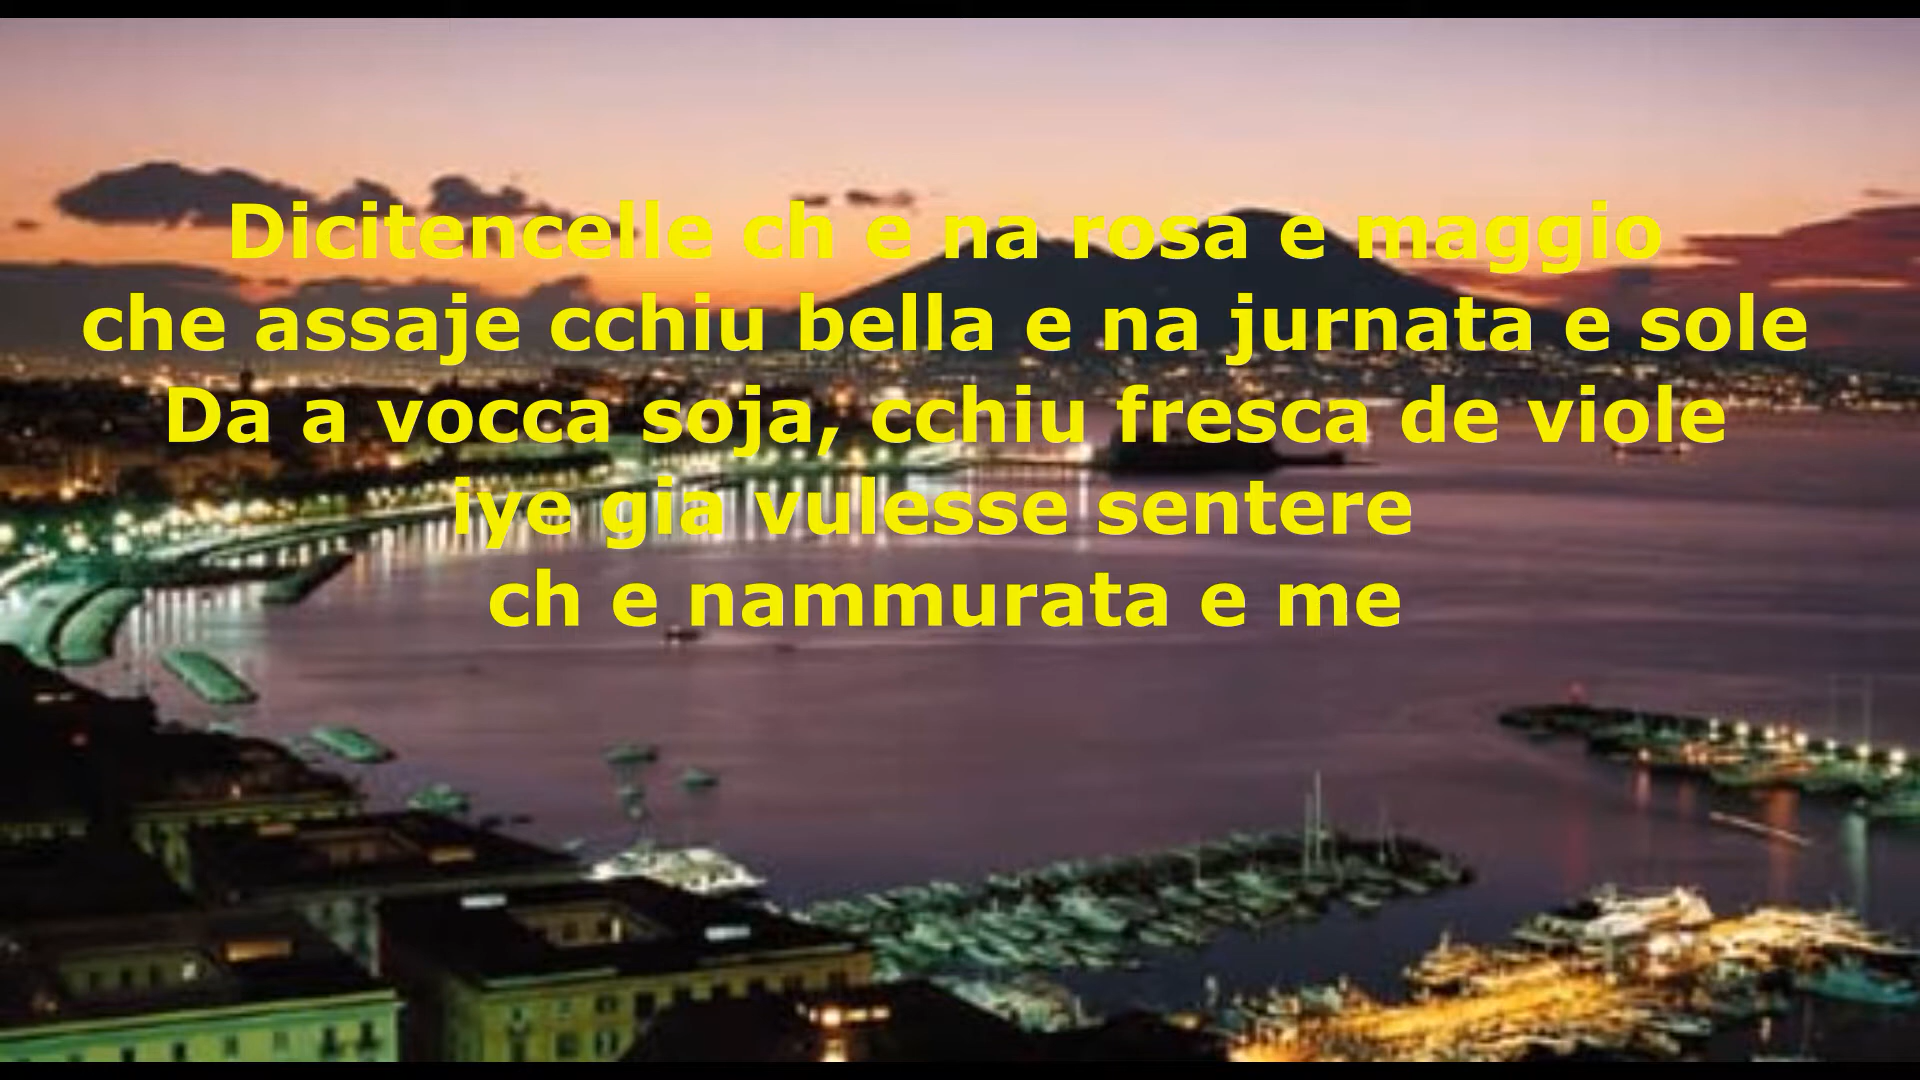 Dicitencelle ch e na rosa e maggio
che assaje cchiu bella e na jurnata e sole
Da a vocca soja, cchiu fresca de viole
iye gia vulesse sentere
ch e nammurata e me